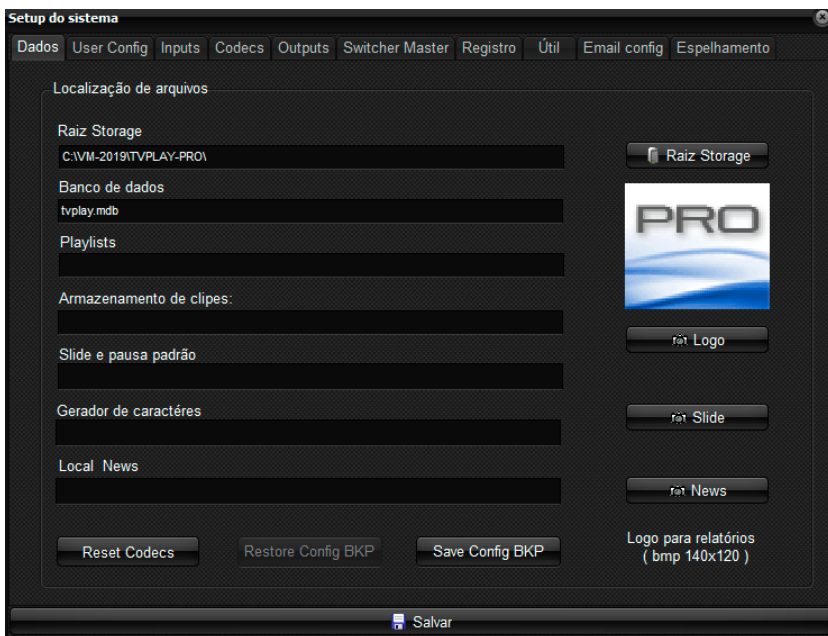 Setup do sistema
Dados User Config Inputs Codecs Outputs Switcher Master Registro Útil Email config Espelhamento
Localização de arquivos
Raiz Storage
C:\VM-2019\TVPLAY-PRO\
Raiz Storage
Banco de dados
tvplay.mdb
PRO
Playlists
Armazenamento de clipes:
Logo
Slide e pausa padrão
Gerador de caractéres
Slide
Local News
News
Reset Codecs Restore Config BKP Save Config BKP
Logo para relatórios
( bmp 140x120 )
Salvar